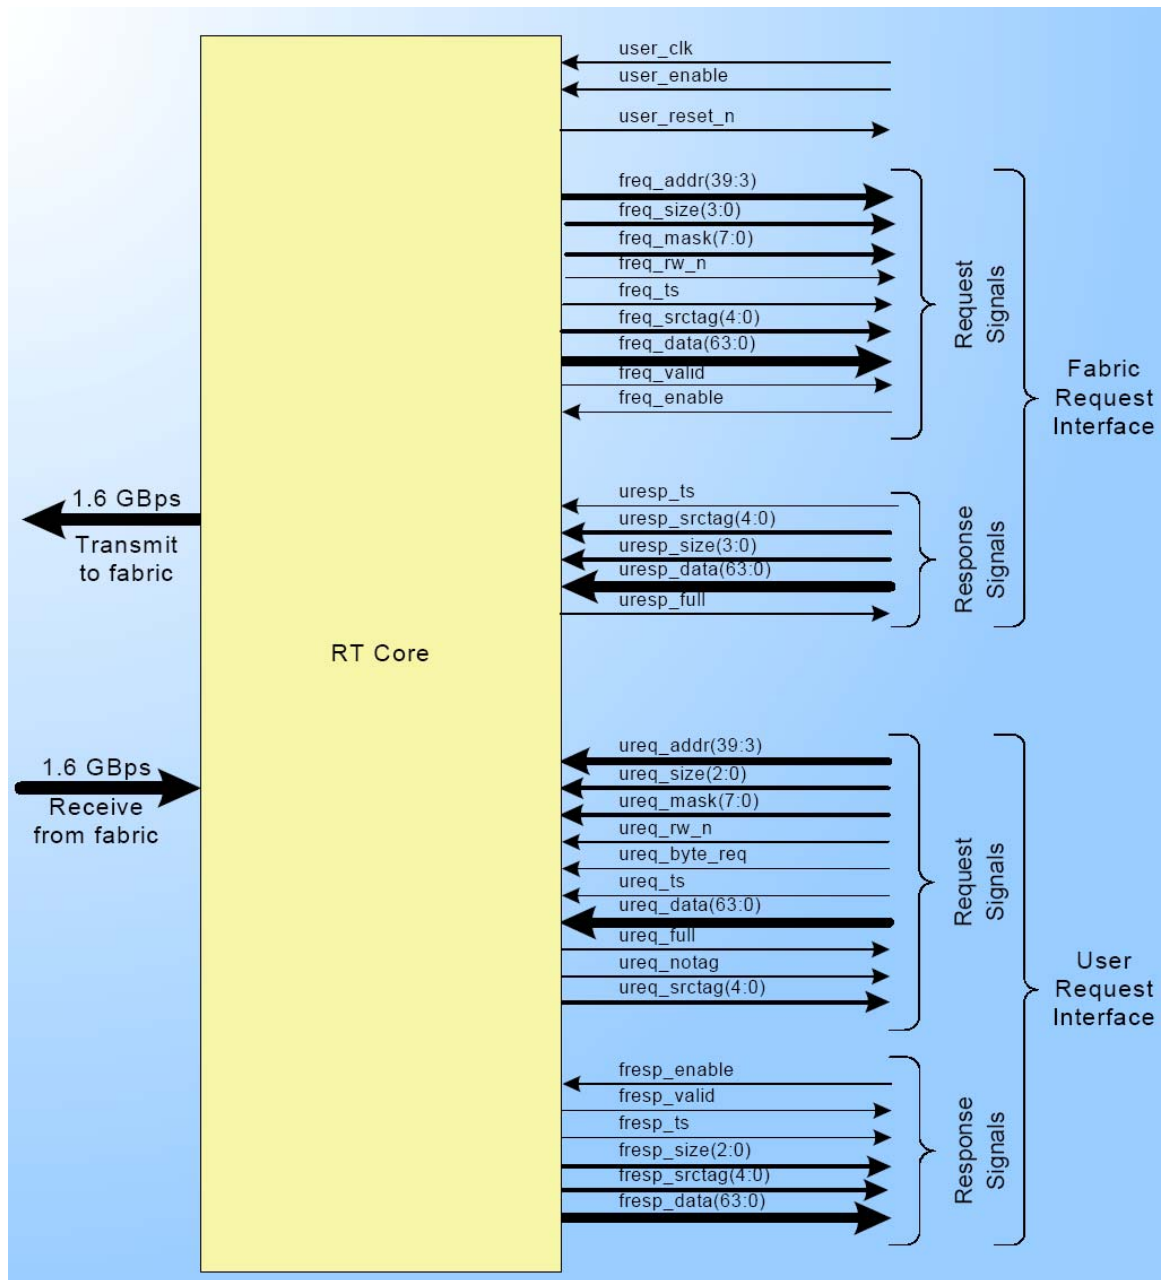 user_clk
user_enable
user_reset_n
freq_addr(39:3)
freq_size(3:0)
freq_mask(7:0)
freq_rw_n
freq_ts
freq_srctag(4:0)
freq_data(63:0)
freq_valid
freq_enable
Request
Signals
uresp_ts
uresp_srctag(4:0)
uresp_size(3:0)
uresp_data(63:0)
uresp_full
Response
Signals
Fabric
Request
Interface
1.6 GBps
Transmit
to fabric
RT Core
1.6 GBps
Receive
from fabric
ureq_addr(39:3)
ureq_size(2:0)
ureq_mask(7:0)
ureq_rw_n
ureq_byte_req
ureq_ts
ureq_data(63:0)
ureq_full
ureq_notag
ureq_srctag(4:0)
Request
Signals
fresp_enable
fresp_valid
fresp_ts
fresp_size(2:0)
fresp_srctag(4:0)
fresp_data(63:0)
Response
Signals
User
Request
Interface